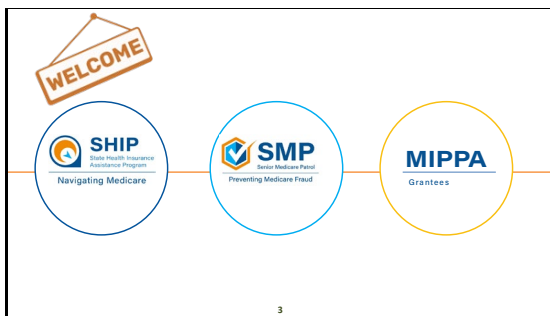 WELCOME
SHIP
State Health Insurance
Assistance Program
Navigating Medicare
SMP
Senior Medicare Patrol
Preventing Medicare Fraud
MIPPA
Grantees
3